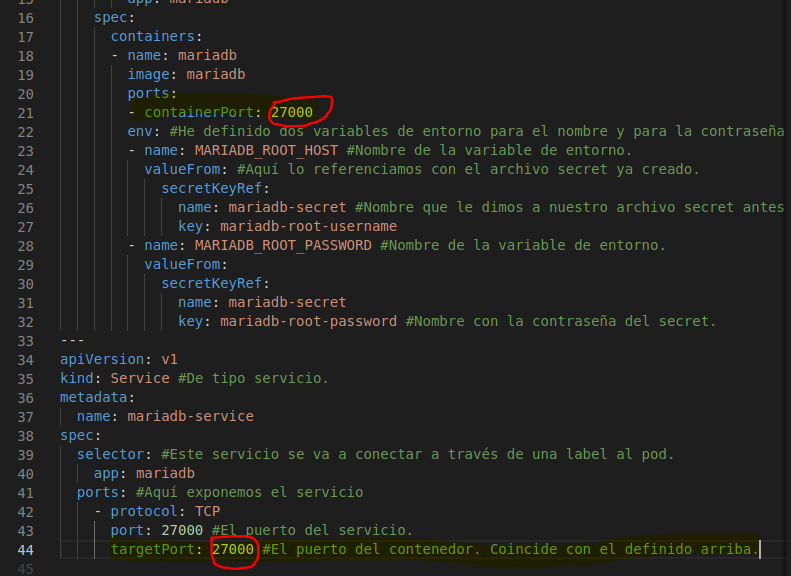 15 app: mariadb
16 spec:
17 containers:
18 - name: mariadb
19 image: mariadb
20 ports:
21 - containerPort: 27000
22 env: #He definido dos variables de entorno para el nombre y para la contraseña
23 - name: MARIADB_ROOT_HOST #Nombre de la variable de entorno.
24 valueFrom: #Aquí lo referenciamos con el archivo secret ya creado.
25 secretKeyRef:
26 name: mariadb-secret #Nombre que le dimos a nuestro archivo secret antes
27 key: mariadb-root-username
28 - name: MARIADB_ROOT_PASSWORD #Nombre de la variable de entorno.
29 valueFrom:
30 secretKeyRef:
31 name: mariadb-secret
32 key: mariadb-root-password #Nombre con la contraseña del secret.
33 ---
34 apiVersion: v1
35 kind: Service #De tipo servicio.
36 metadata:
37 name: mariadb-service
38 spec:
39 selector: #Este servicio se va a conectar a través de una label al pod.
40 app: mariadb
41 ports: #Aquí exponemos el servicio
42 - protocol: TCP
43 port: 27000 #El puerto del servicio.
44 targetPort: 27000 #El puerto del contenedor. Coincide con el definido arriba.
45